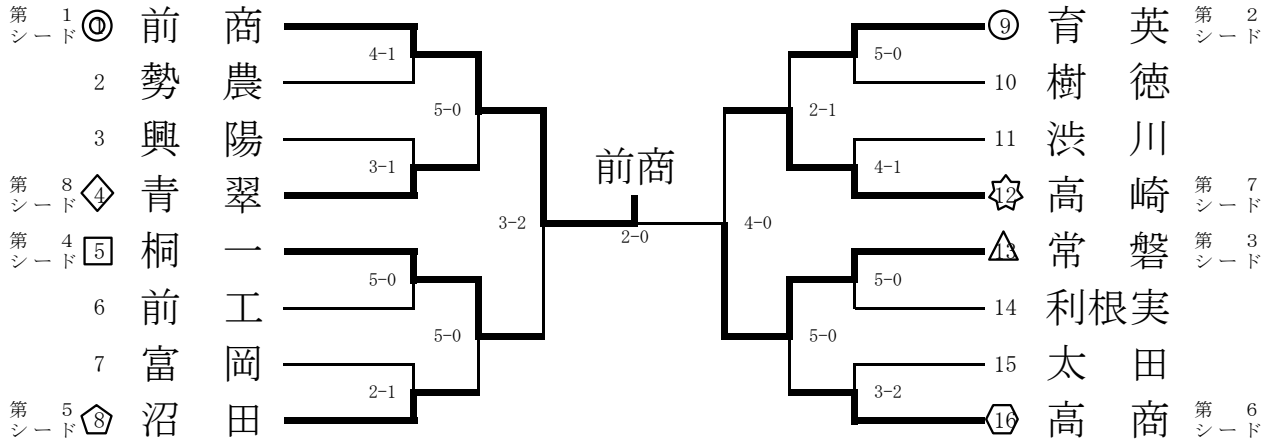 第 1
シード ① 前 商
2 勢 農
3 興 陽
第 8
シード 4 青 翠
第 4
シード 5 桐 一
6 前 工
7 富 岡
第 5
シード 8 沼 田
4-1
3-1
5-0
2-1
5-0
5-0
3-2
前商
2-0
4-0
2-1
5-0
5-0
4-1
5-0
3-2
9 育 英 第 2
シード
10 樹 徳
11 渋 川
12 高 崎 第 7
シード
13 常 磐 第 3
シード
14 利根実
15 太 田
16 高 商 第 6
シード